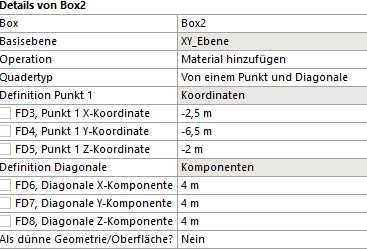 Details von Box2
Box Box2
Basisebene XY_Ebene
Operation Material hinzufügen
Quadertyp Von einem Punkt und Diagonale
Definition Punkt 1 Koordinaten
FD3, Punkt 1 X-Koordinate -2,5 m
FD4, Punkt 1 Y-Koordinate -6,5 m
FD5, Punkt 1 Z-Koordinate -2 m
Definition Diagonale Komponenten
FD6, Diagonale X-Komponente 4 m
FD7, Diagonale Y-Komponente 4 m
FD8, Diagonale Z-Komponente 4 m
Als dünne Geometrie/Oberfläche? Nein